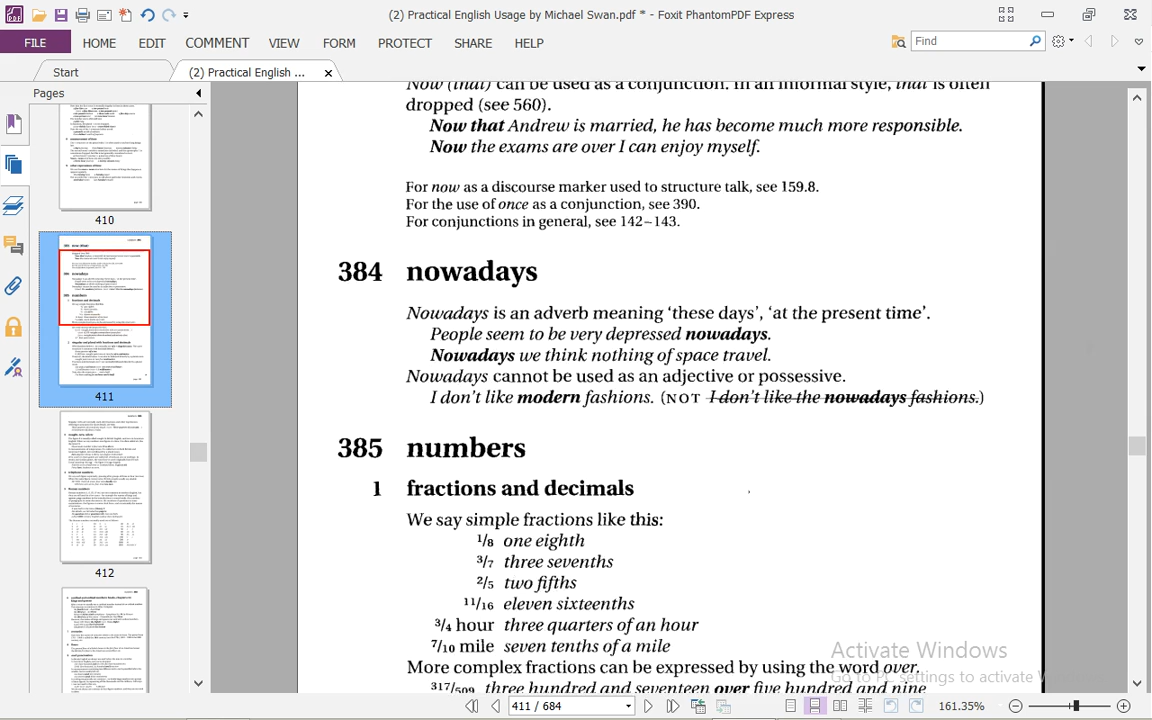 (2) Practical English Usage by Michael Swan.pdf * - Foxit PhantomPDF Express
FILE HOME EDIT COMMENT VIEW FORM PROTECT SHARE HELP Find
Start (2) Practical English ...
Pages
410
411
412
Now (that) can be used as a conjunction. In an informal style, that is often
dropped (see 560).
Now that Andrew is married, he has become much more responsible.
Now the exams are over I can enjoy myself.
For now as a discourse marker used to structure talk, see 159.8.
For the use of once as a conjunction, see 390.
For conjunctions in general, see 142–143.
384 nowadays
Nowadays is an adverb meaning ‘these days’, ‘at the present time’.
People seem to be very depressed nowadays.
Nowadays we think nothing of space travel.
Nowadays cannot be used as an adjective or possessive.
I don’t like modern fashions. (NOT I don’t like the nowadays fashions.)
385 numbers
1 fractions and decimals
We say simple fractions like this:
1/8 one eighth
3/7 three sevenths
2/5 two fifths
11/16 eleven sixteenths
3/4 hour three quarters of an hour
7/10 mile seven tenths of a mile
More complex fractions can be expressed by using the word over.
317/509 three hundred and seventeen over five hundred and nine
Activate Windows
Go to PC settings to activate
411 / 684
161.35%